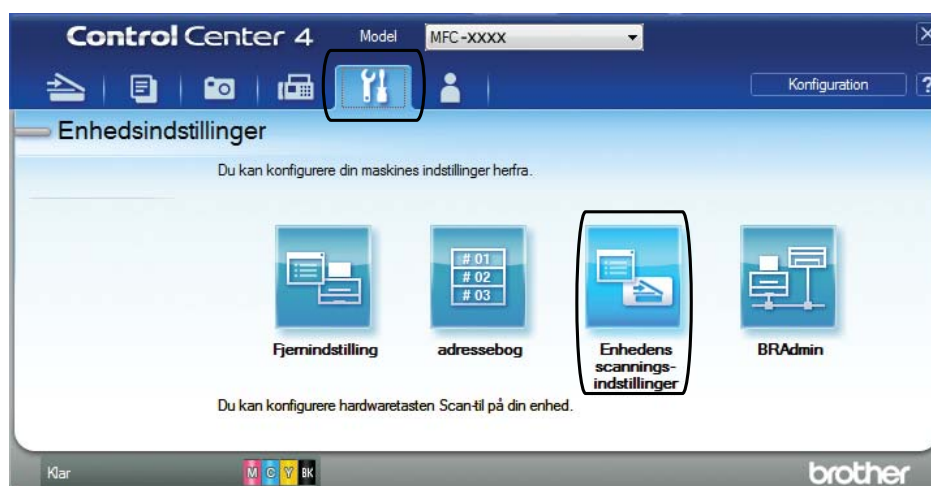 Control Center 4 Model MFC-XXXX
Konfiguration ?
Enhedsindstillinger
Du kan konfigurere din maskines indstillinger herfra.
# 01
# 02
# 03
Fjernindstilling
adressebog
Enhedens
scannings-
indstillinger
BRAdmin
Du kan konfigurere hardwaretasten Scan-til på din enhed.
Klar M C Y BK brother